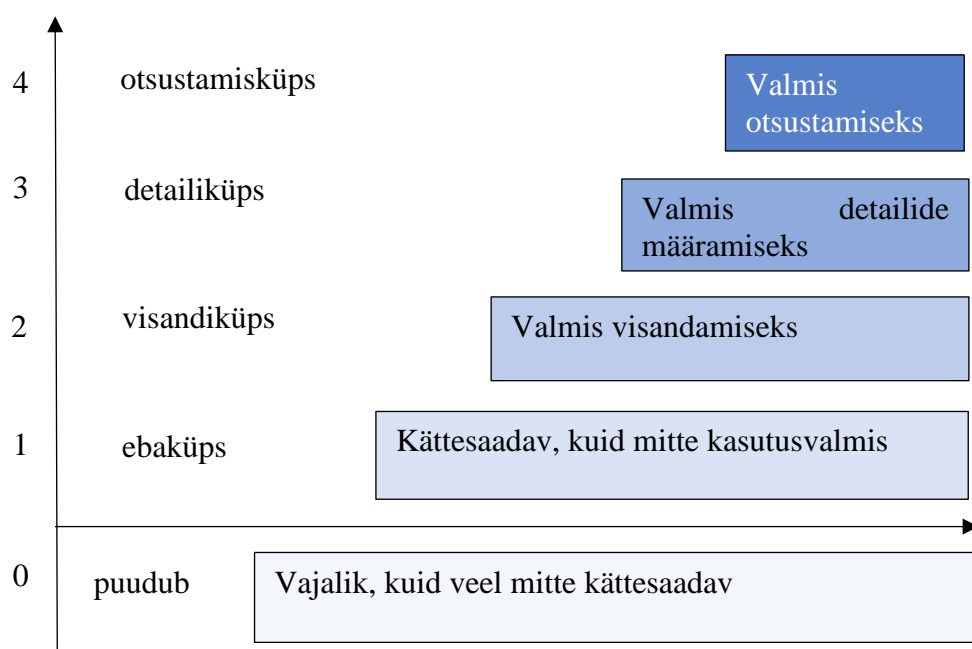 4 otsustamisküps Valmis
otsustamiseks
3 detailiküps Valmis detailide
määramiseks
2 visandiküps Valmis visandamiseks
1 ebaküps Kättesaadav, kuid mitte kasutusvalmis
0 puudub Vajalik, kuid veel mitte kättesaadav